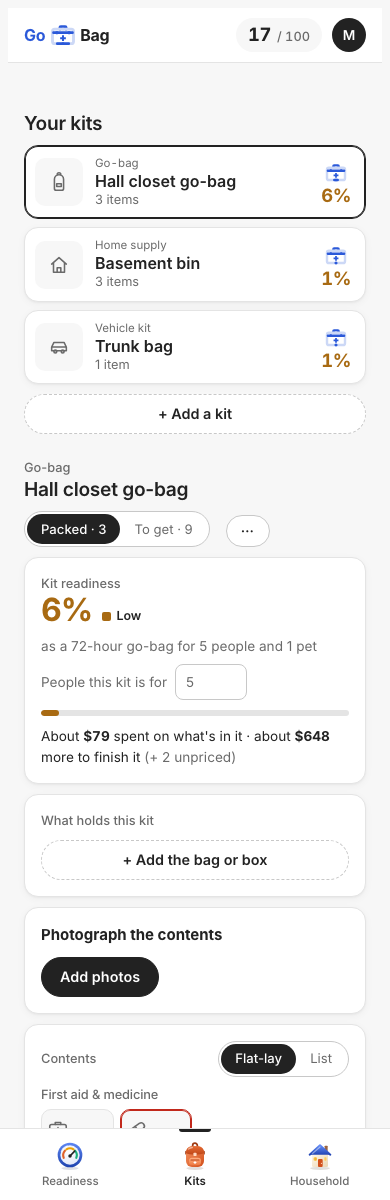 Go Bag
17 / 100
M
Your kits
Go-bag
Hall closet go-bag
3 items
6%
Home supply
Basement bin
3 items
1%
Vehicle kit
Trunk bag
1 item
1%
+ Add a kit
Go-bag
Hall closet go-bag
Packed · 3
To get · 9
...
Kit readiness
6% Low
as a 72-hour go-bag for 5 people and 1 pet
People this kit is for 5
About $79 spent on what's in it · about $648
more to finish it (+ 2 unpriced)
What holds this kit
+ Add the bag or box
Photograph the contents
Add photos
Contents
Flat-lay
List
First aid & medicine
Readiness
Kits
Household